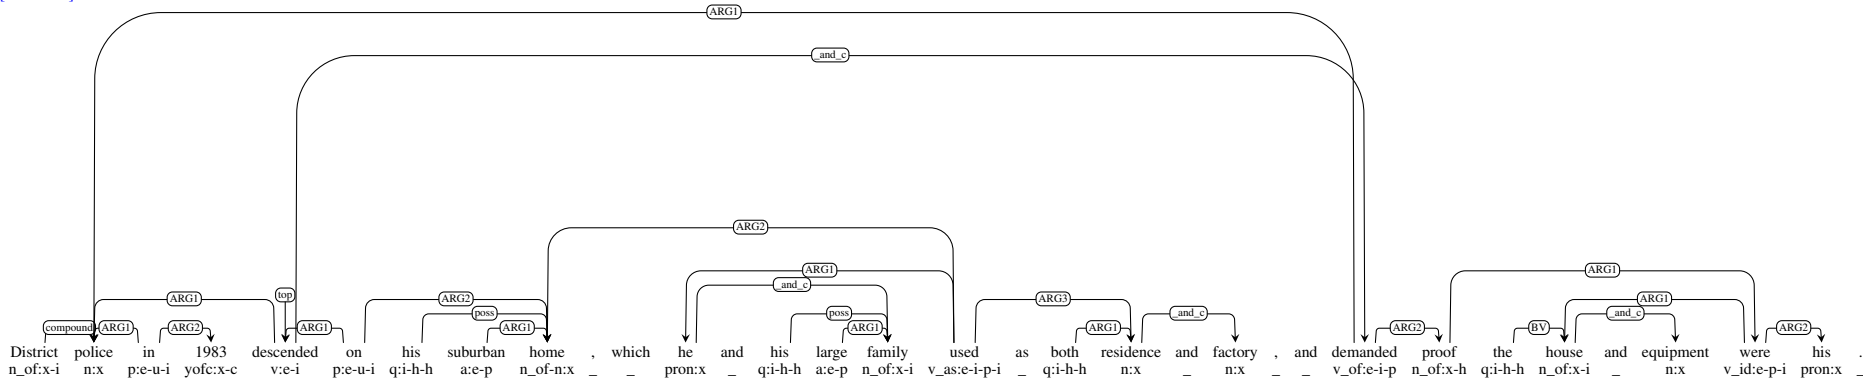 ARG1
_and_c
ARG2
ARG1
_and_c
top
ARG1 ARG2 poss ARG3 _and_c ARG1 ARG1 _and_c
compound ARG1 ARG2 ARG1 ARG1 poss ARG1 ARG1 ARG2 BV ARG2
District police in 1983 descended on his suburban home , which he and his large family used as both residence and factory , and demanded proof the house and equipment were his .
n_of:x-i n:x p:e-u-i yofc:x-c v:e-i p:e-u-i q:i-h-h a:e-p n_of-n:x _ _ pron:x _ q:i-h-h a:e-p n_of:x-i v_as:e-i-p-i _ q:i-h-h n:x _ n:x _ _ v_of:e-i-p n_of:x-h q:i-h-h n_of:x-i _ n:x v_id:e-p-i pron:x _